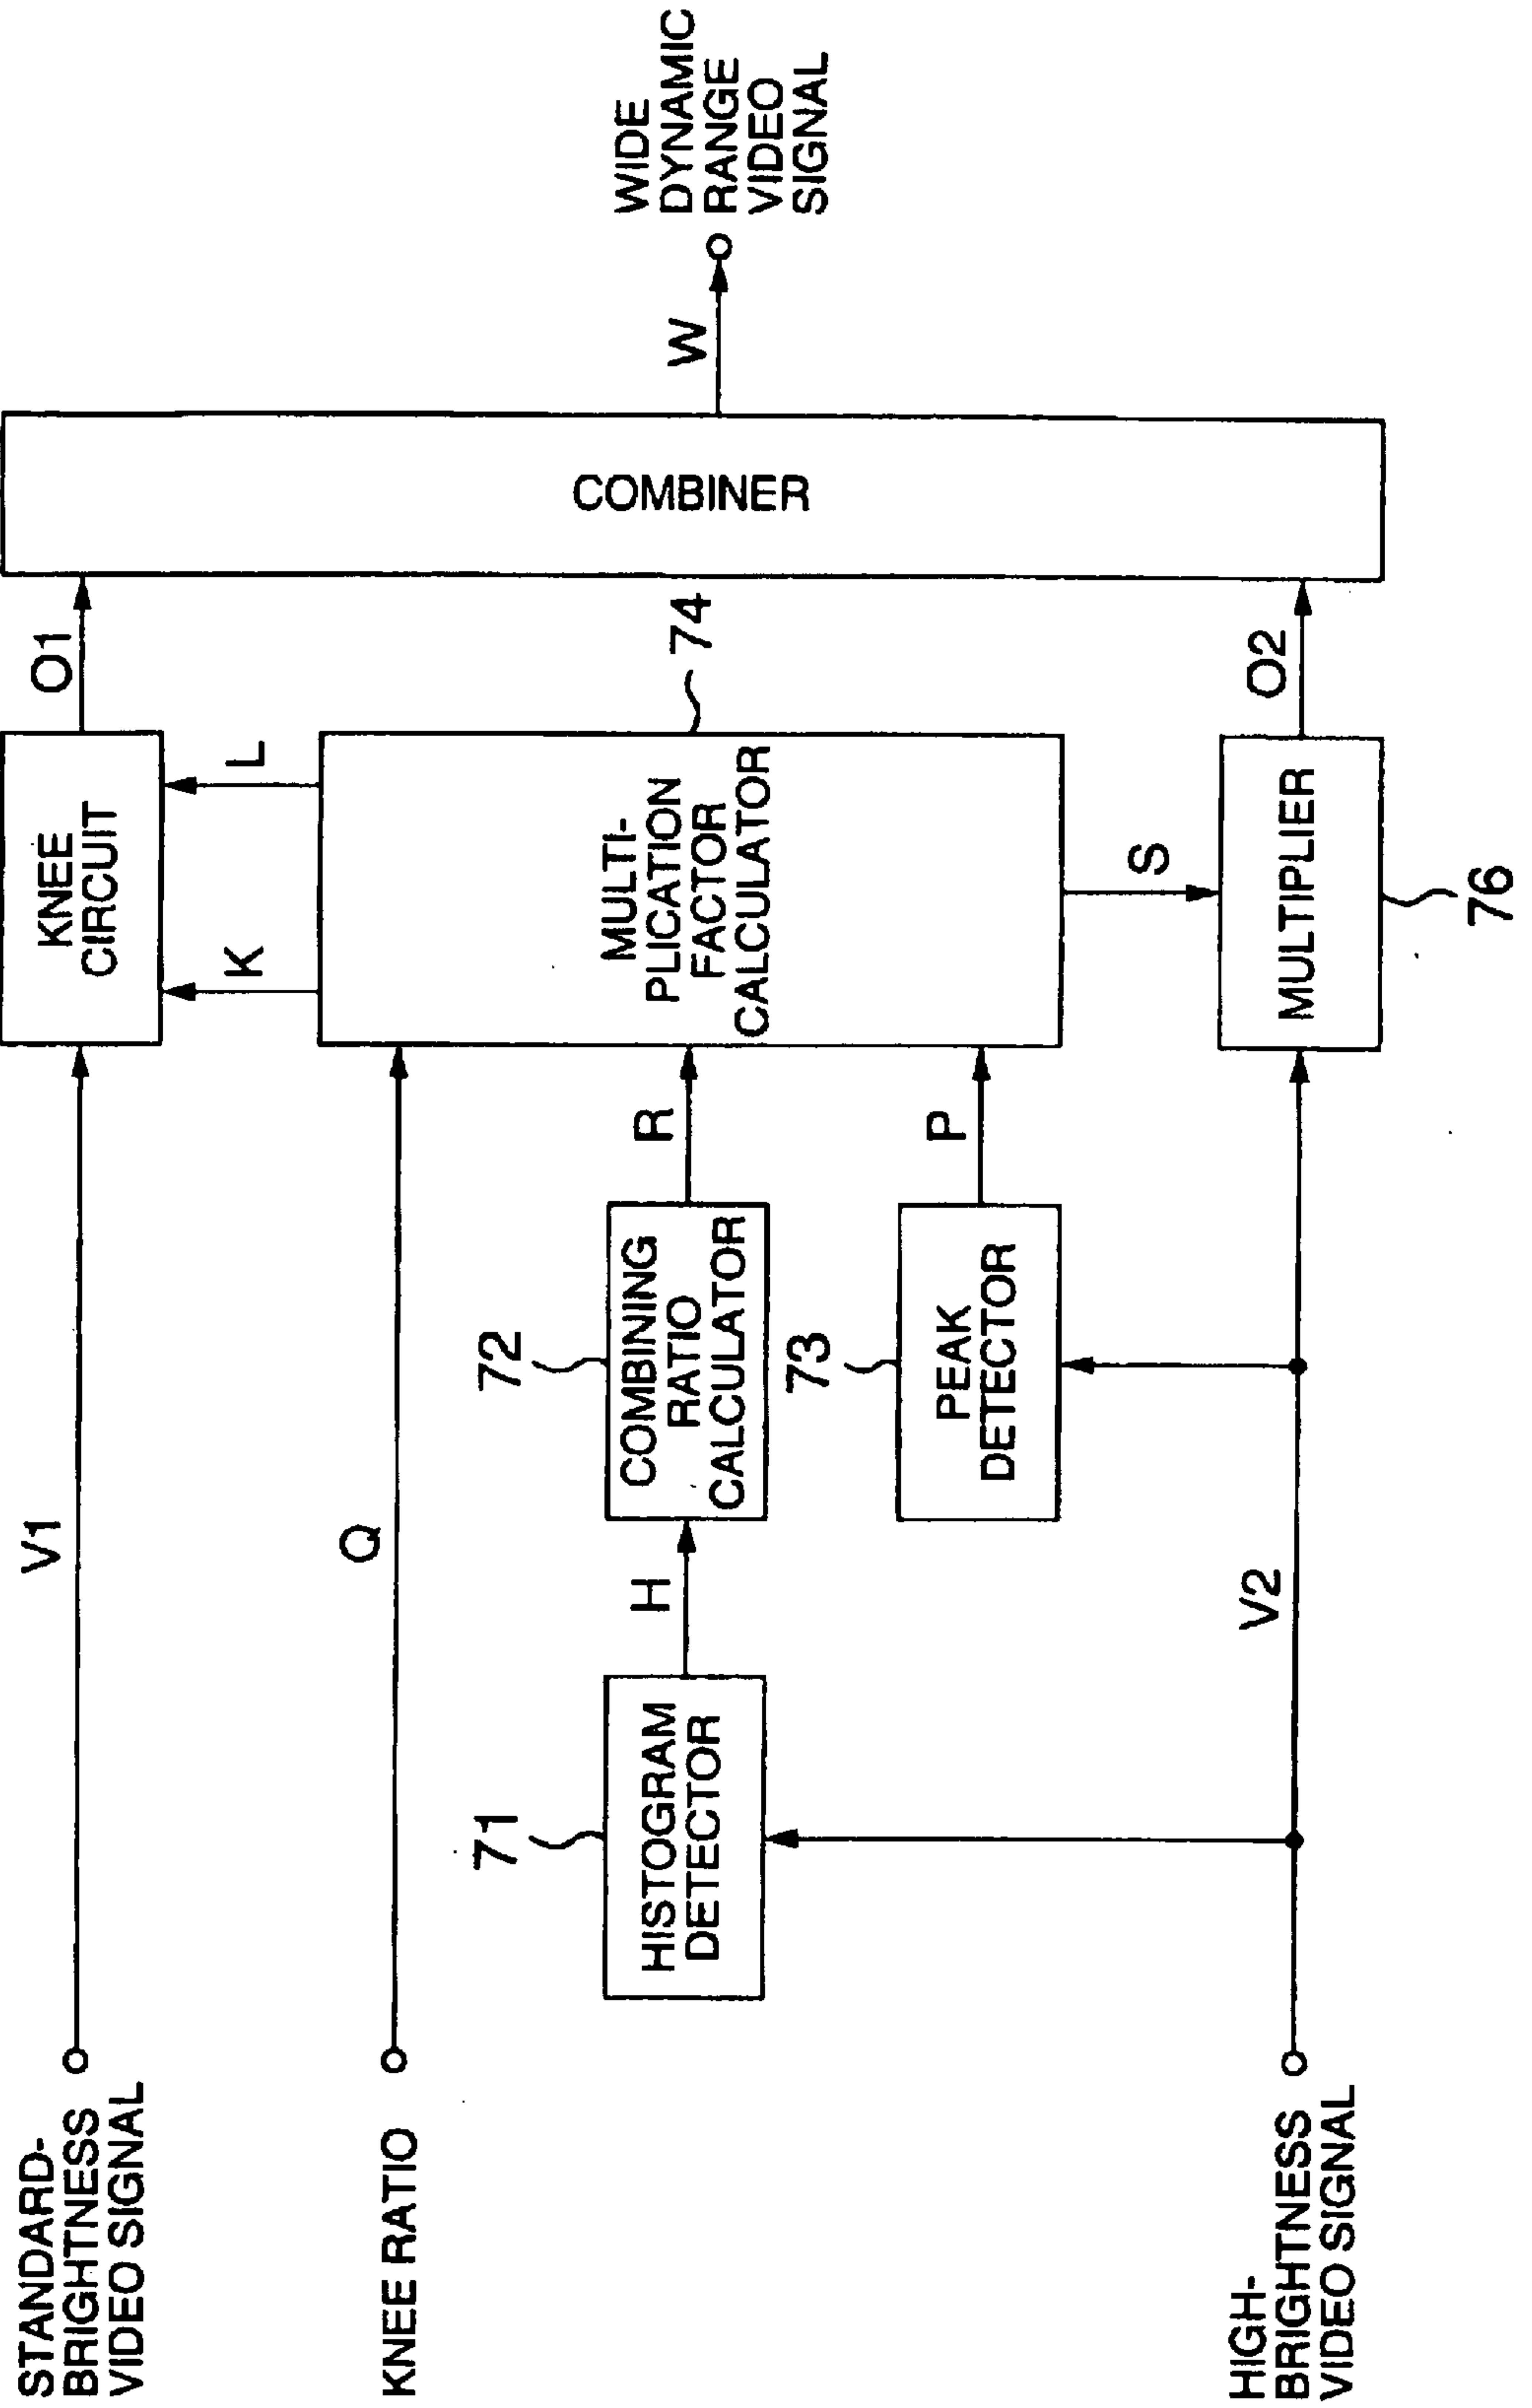 STANDARD-
BRIGHTNESS
VIDEO SIGNAL
V1
KNEE
CIRCUIT
O1
K
L
KNEE RATIO
Q
71
HISTOGRAM
DETECTOR
H
72
COMBINING
RATIO
CALCULATOR
R
73
PEAK
DETECTOR
P
MULTI-
PLICATION
FACTOR
CALCULATOR
74
S
HIGH-
BRIGHTNESS
VIDEO SIGNAL
V2
MULTIPLIER
76
O2
COMBINER
W
WIDE
DYNAMIC
RANGE
VIDEO
SIGNAL